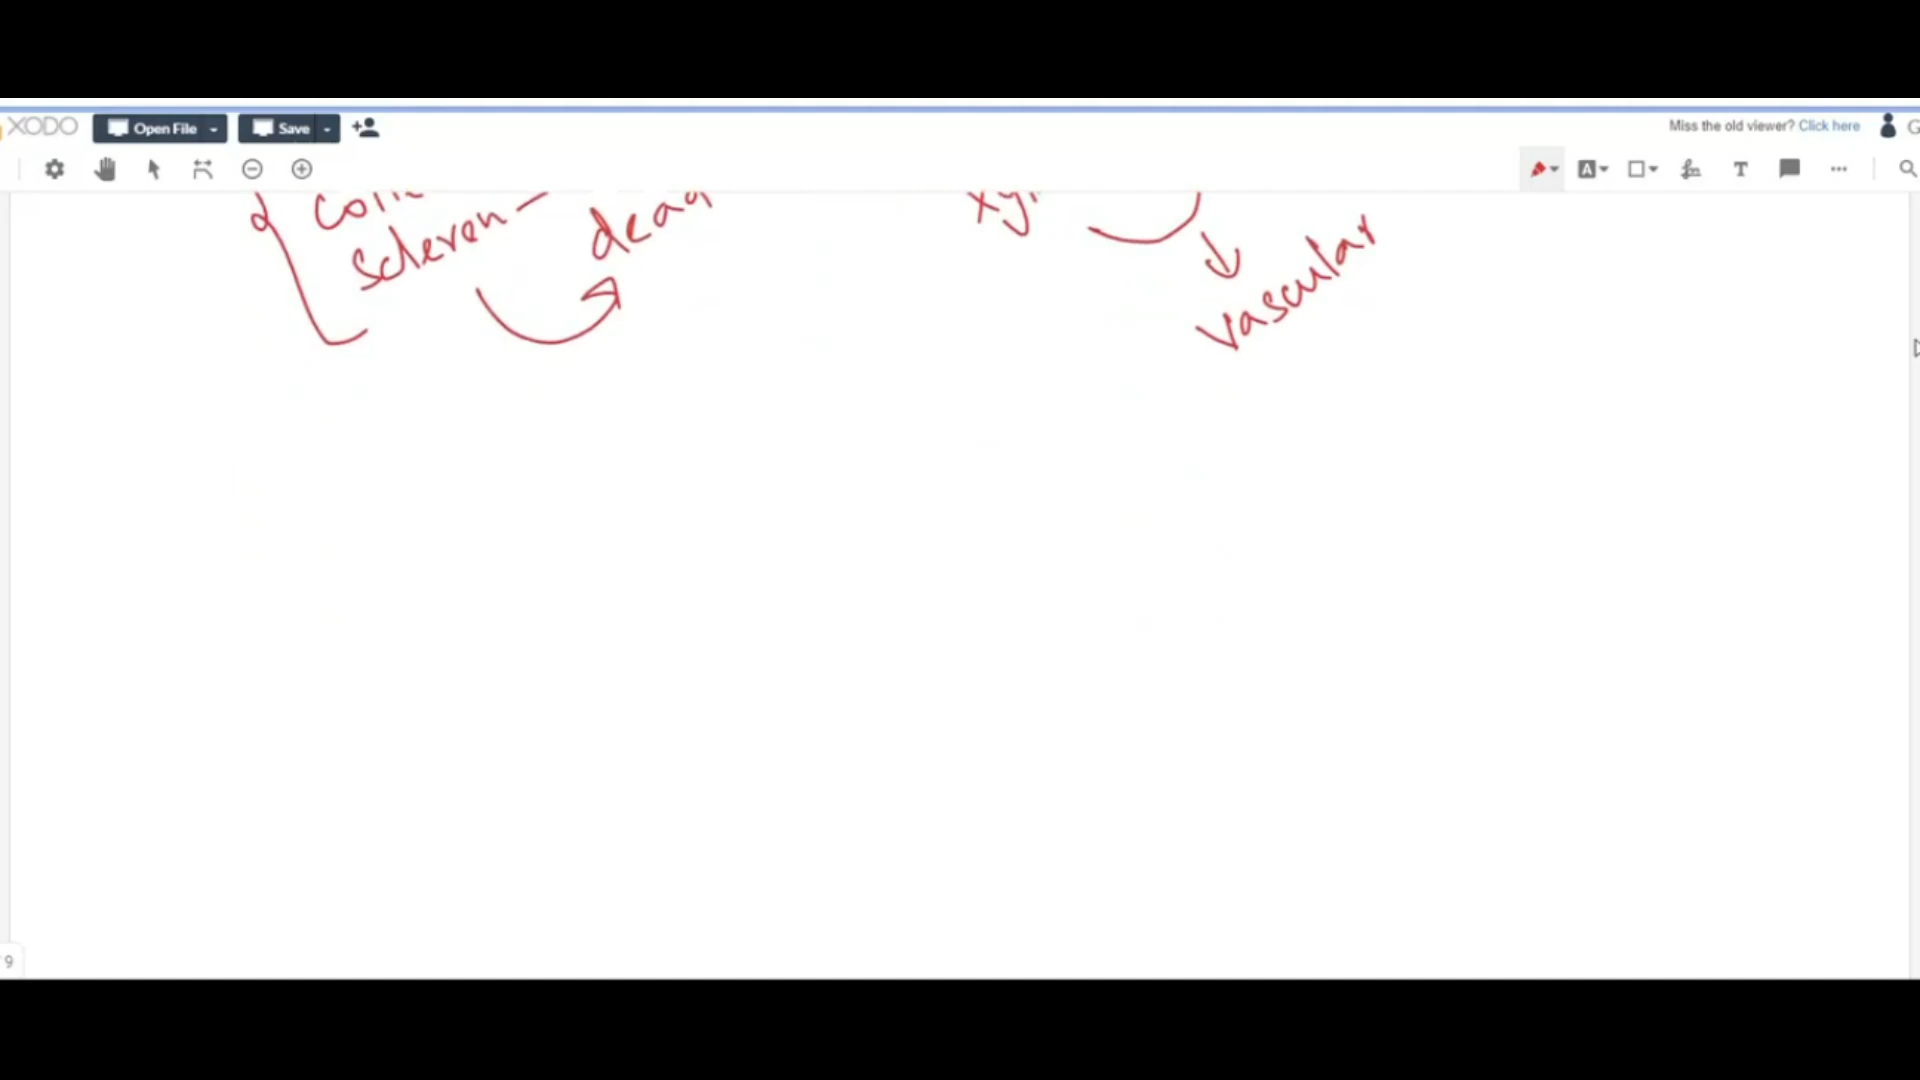 XODO Open File Save Miss the old viewer? Click here G
A T
scleren dead
vascular
9